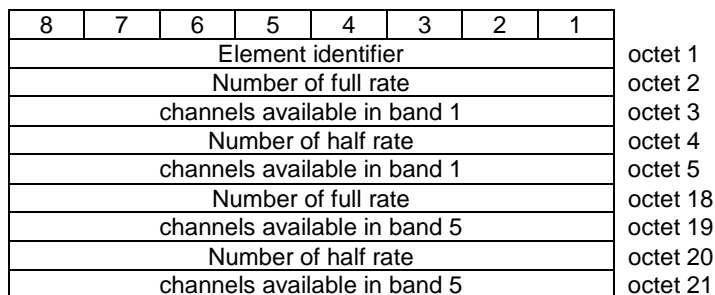 8 7 6 5 4 3 2 1
Element identifier octet 1
Number of full rate octet 2
channels available in band 1 octet 3
Number of half rate octet 4
channels available in band 1 octet 5
Number of full rate octet 18
channels available in band 5 octet 19
Number of half rate octet 20
channels available in band 5 octet 21